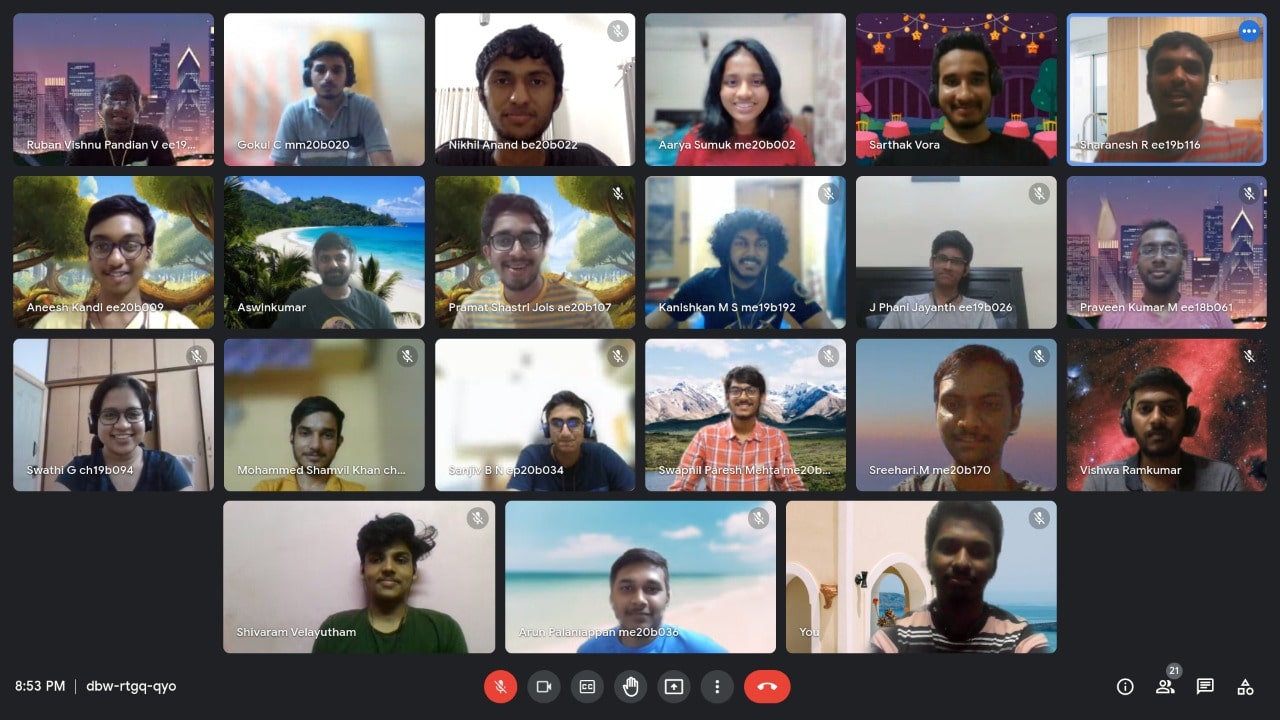 Ruban Vishnu Pandian V ee19...
Gokul C mm20b020
Nikhil Anand be20b022
Aarya Sumuk me20b002
Sarthak Vora
Sharanesh R ee19b116
Aneesh Kandi ee20b009
Aswinkumar
Pramat Shastri Jois ae20b107
Kanishkan M S me19b192
J Phani Jayanth ee19b026
Praveen Kumar M ee18b061
Swathi G ch19b094
Mohammed Shamvil Khan ch...
Sanjiv B N ep20b034
Swapnil Paresh Mehta me20b...
Sreehari.M me20b170
Vishwa Ramkumar
Shivaram Velayutham
Arun Palaniappan me20b036
You
8:53 PM | dbw-rtgq-qyo
CC
21